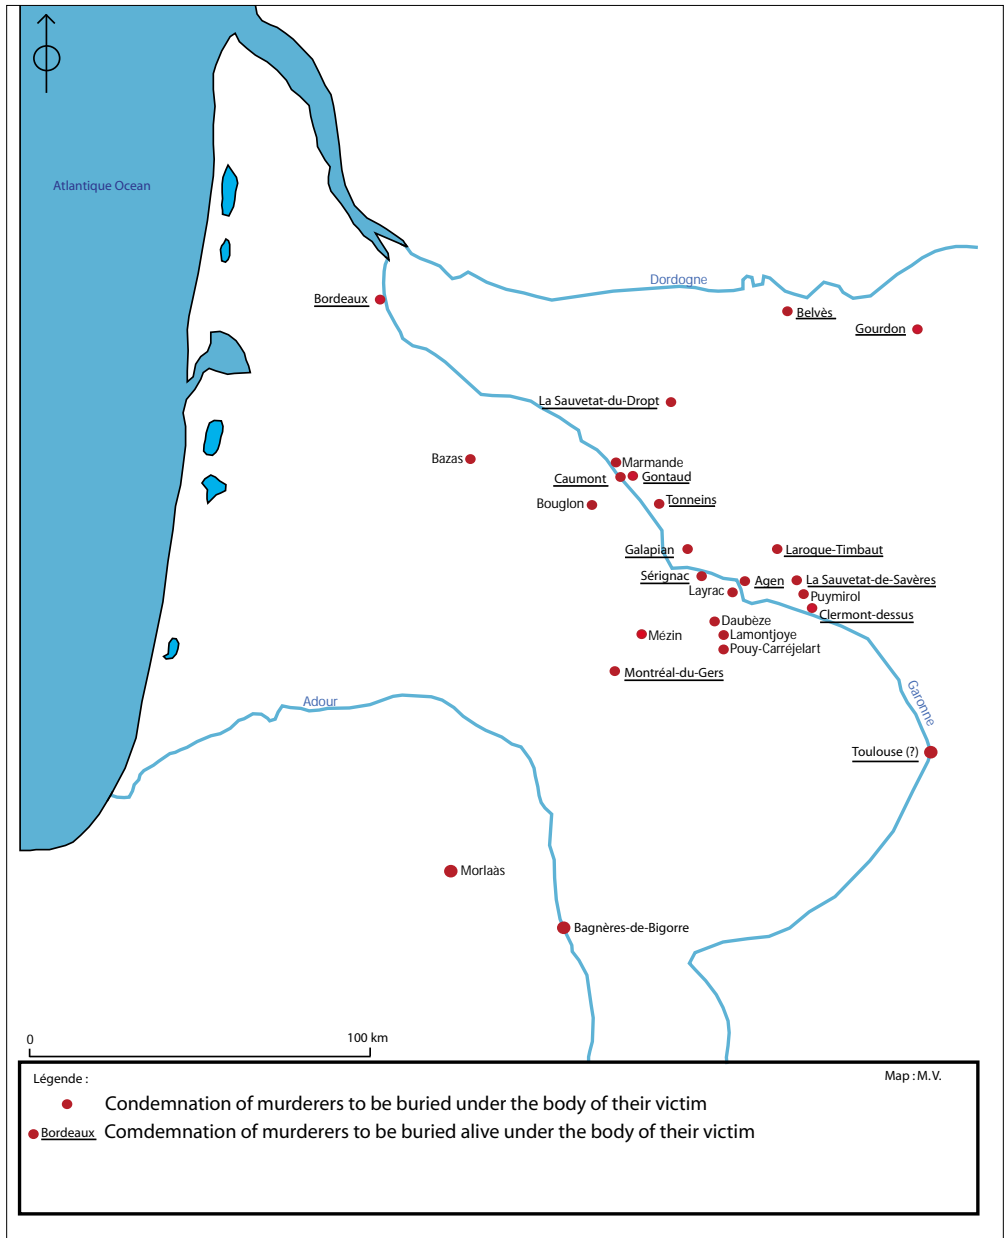 Atlantique Ocean
Dordogne
Bordeaux
Belvès
Gourdon
La Sauvetat-du-Dropt
Bazas
Marmande
Caumont
Gontaud
Bouglon
Tonneins
Galapian
Laroque-Timbaut
Sérignac
Agen
La Sauvetat-de-Savères
Layrac
Puymirol
Clermont-dessus
Daubèze
Mézin
Lamontjoye
Pouy-Carréjelart
Montréal-du-Gers
Garonne
Adour
Toulouse (?)
Morlaàs
Bagnères-de-Bigorre
0
100 km
Légende :
Map : M.V.
Condemnation of murderers to be buried under the body of their victim
Bordeaux Comdemnation of murderers to be buried alive under the body of their victim